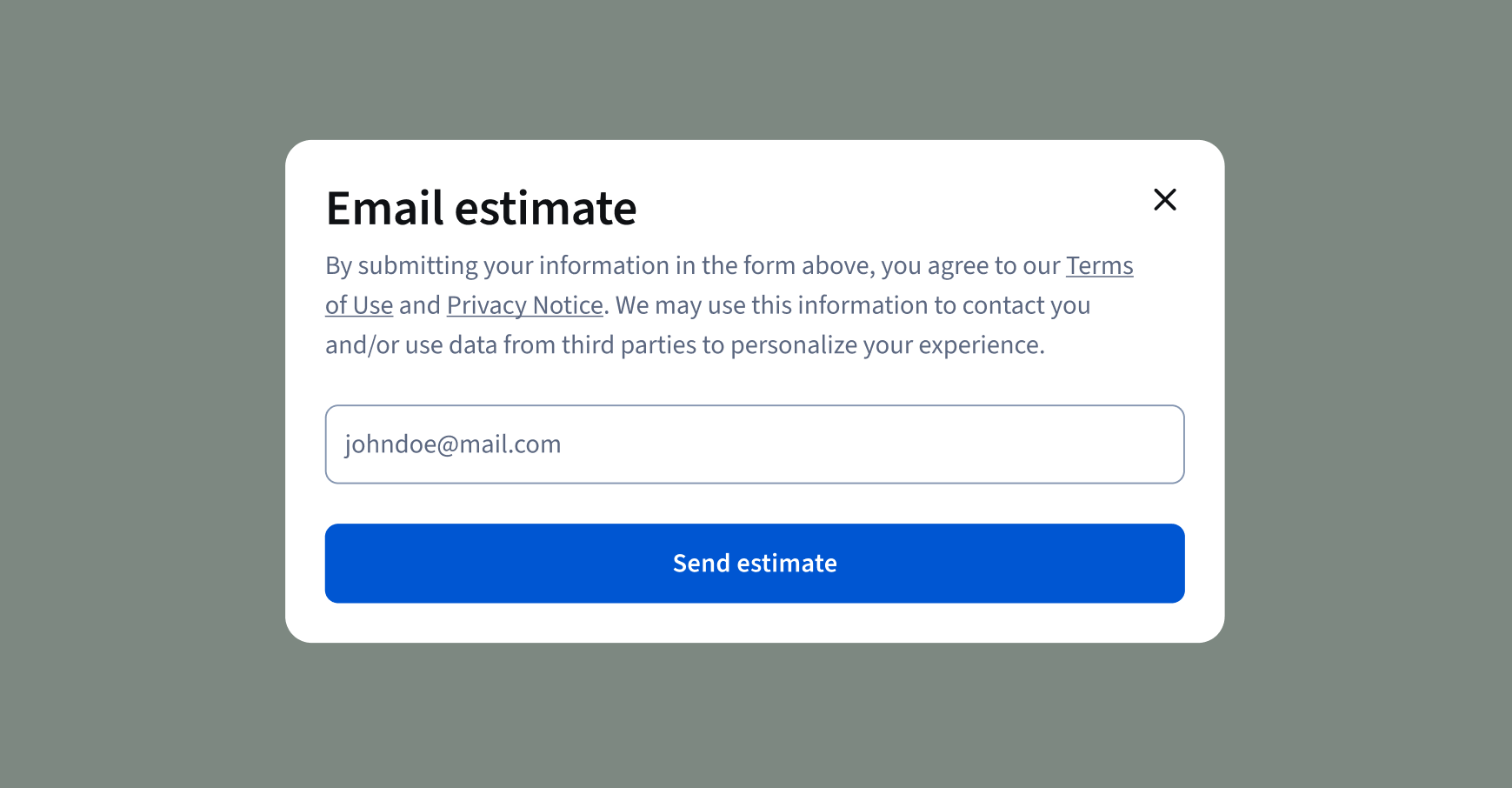 Email estimate
By submitting your information in the form above, you agree to our Terms
of Use and Privacy Notice. We may use this information to contact you
and/or use data from third parties to personalize your experience.
johndoe@mail.com
Send estimate